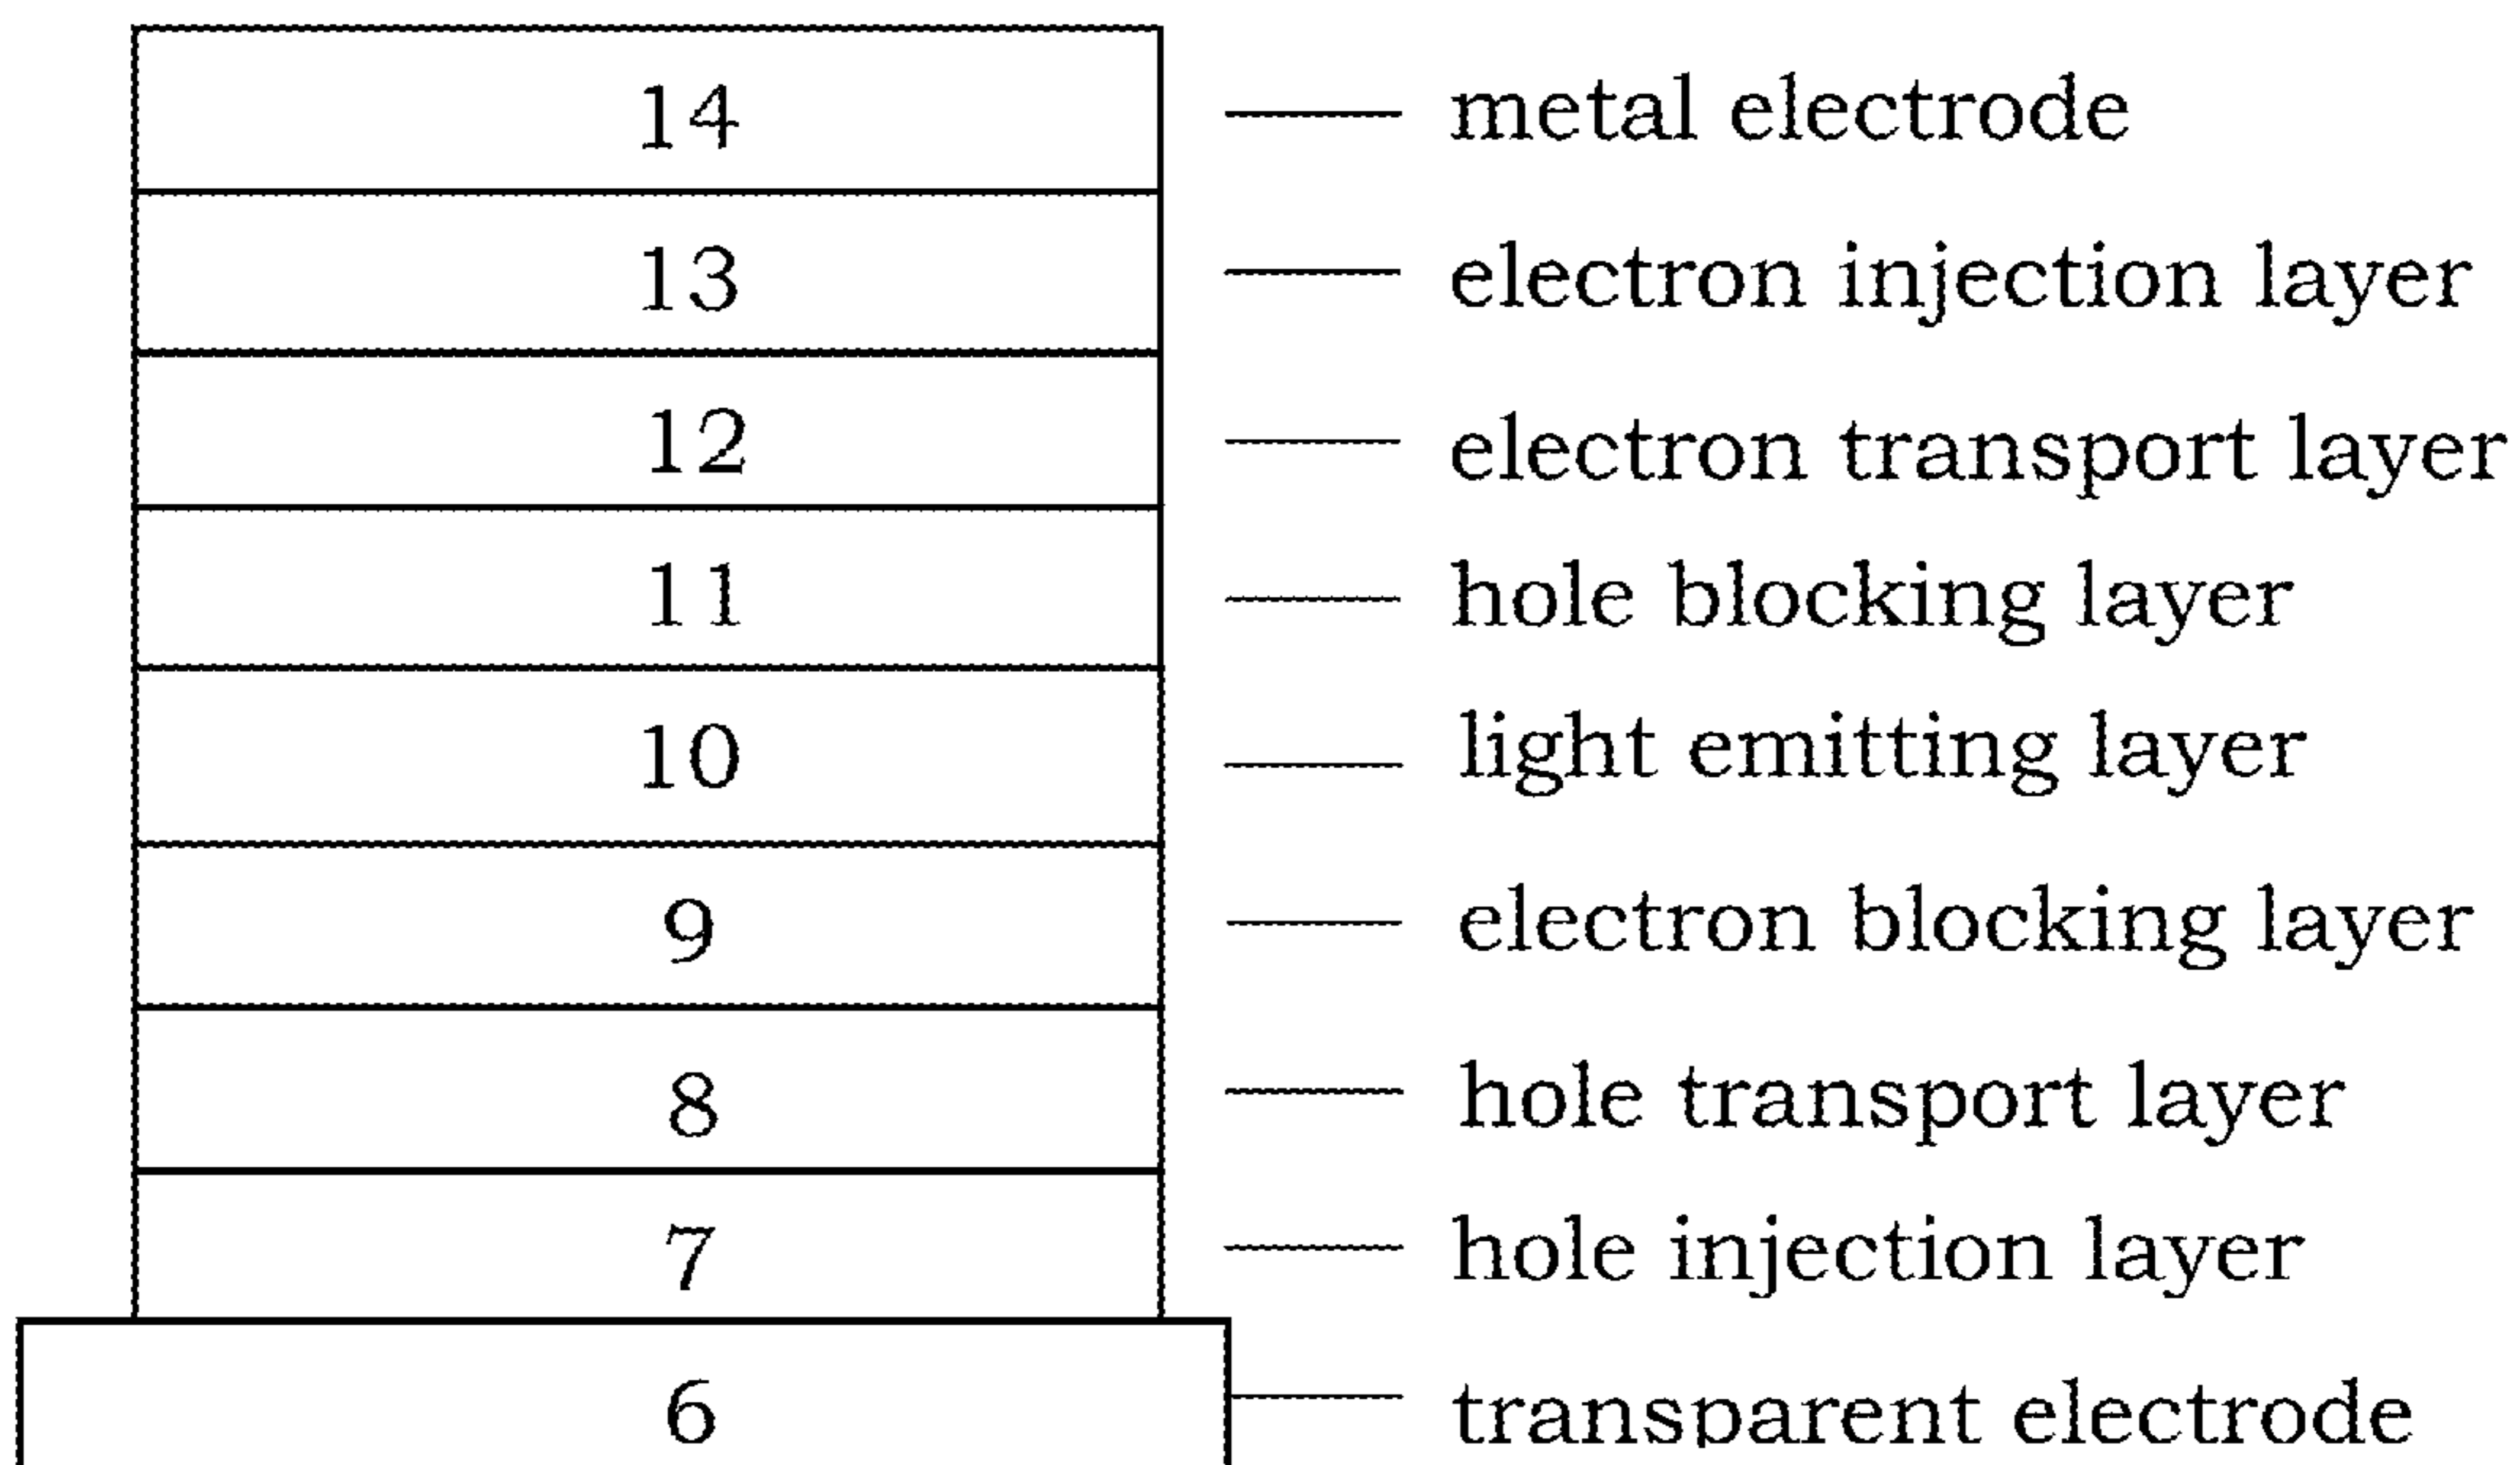 14 metal electrode
13 electron injection layer
12 electron transport layer
11 hole blocking layer
10 light emitting layer
9 electron blocking layer
8 hole transport layer
7 hole injection layer
6 transparent electrode